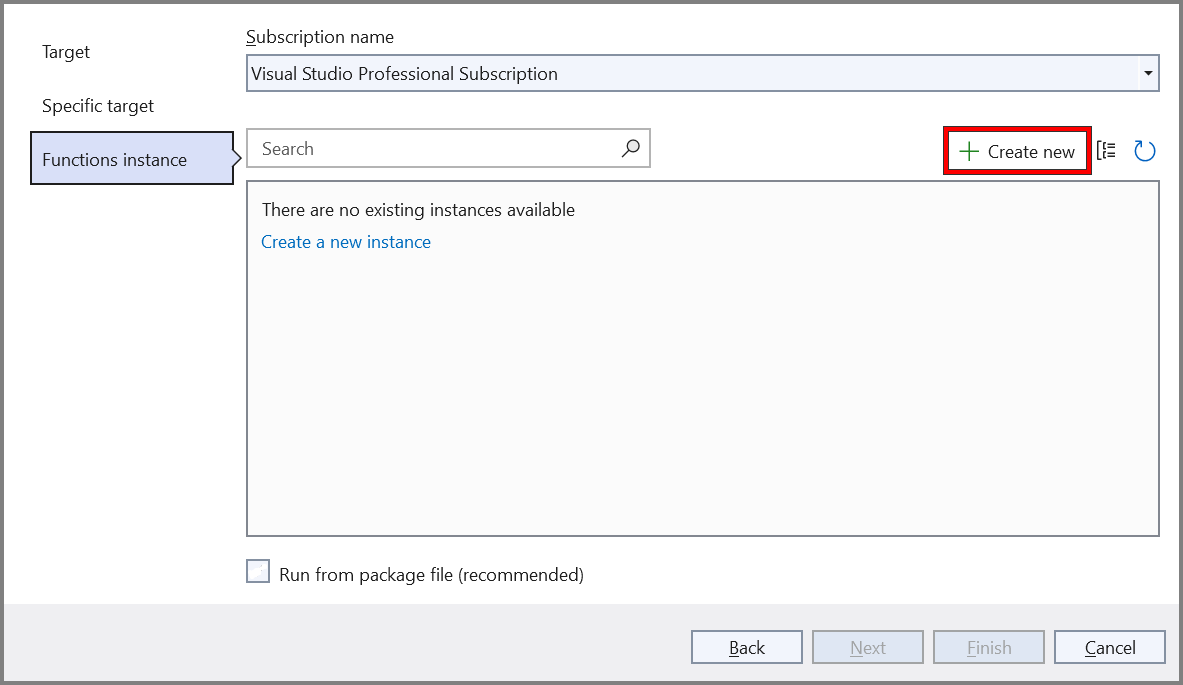 Target
Specific target
Functions instance
Subscription name
Visual Studio Professional Subscription
Search
Create new
There are no existing instances available
Create a new instance
Run from package file (recommended)
Back
Next
Finish
Cancel